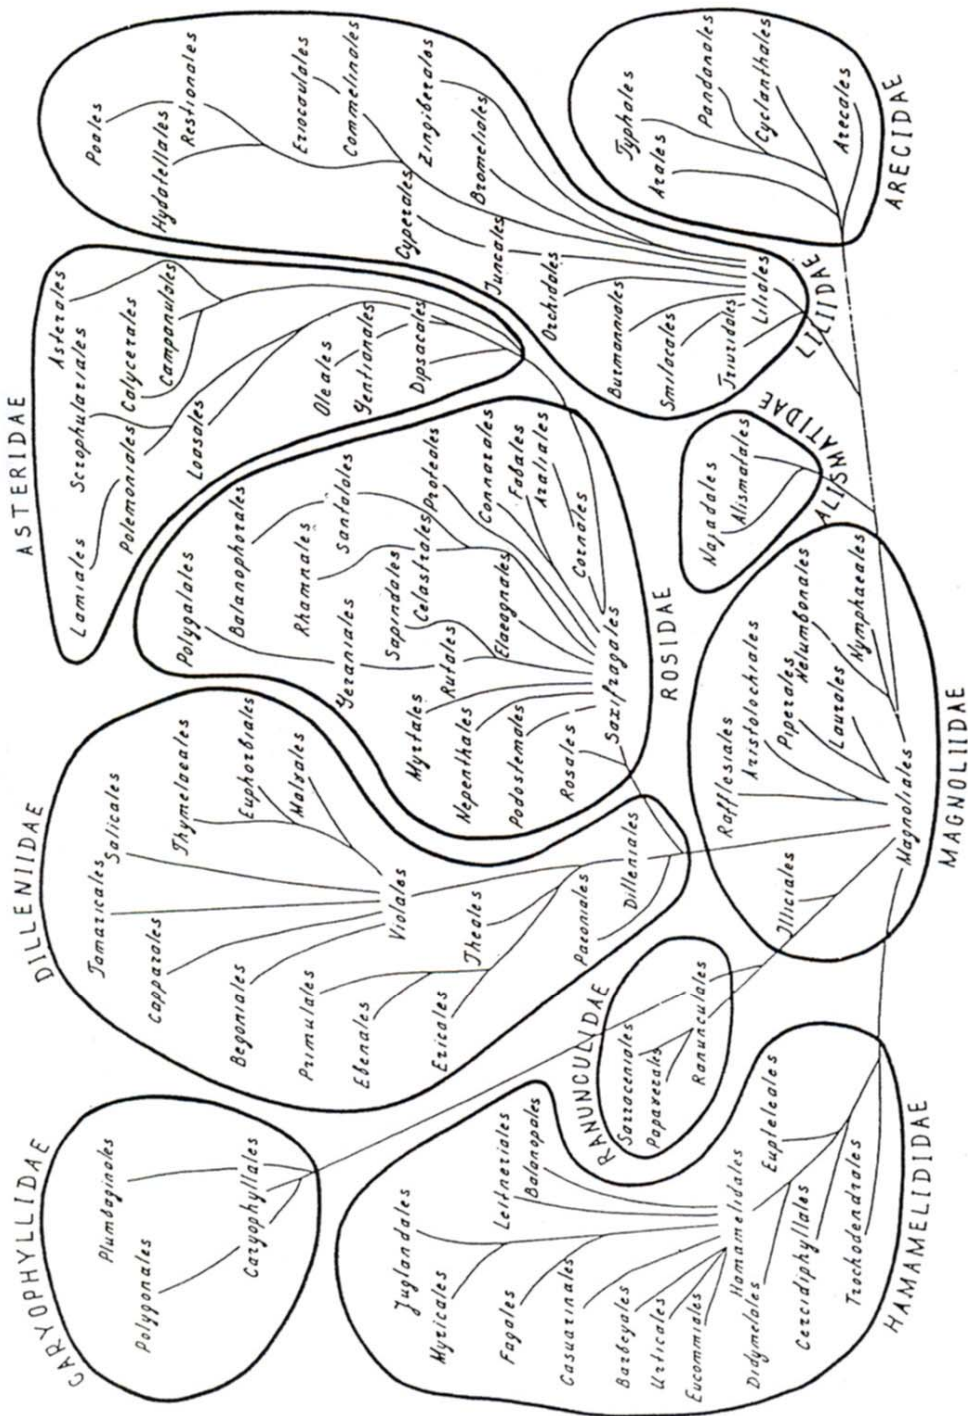 CARYOPHYLLIDAE
Plumbaginales
Polygonales
Caryophyllales
DILLENIIDAE
Tamaricales
Salicales
Capparales
Thymelaeales
Euphorbiales
Malvales
Begoniales
Primulales
Ebenales
Ericales
Violales
Theales
Paeoniales
Dilleniales
ASTERIDAE
Lamiales
Scrophulariales
Asterales
Polemoniales
Calycerales
Campanulales
Loasales
Oleales
Gentianales
Dipsacales
Poales
Hydatellales
Restionales
Eriocaulales
Commelinales
Zingiberales
Bromeliales
Cyperales
Juncales
Orchidales
Burmanniales
Smilacales
Triuridales
Liliales
LILIIDAE
Typhales
Arales
Pandanales
Cyclanthales
Arecales
ARECIDAE
Polygalales
Balanophorales
Rhamnales
Santalales
Geraniales
Sapindales
Celastrales
Proteales
Myrtales
Rutales
Elaeagnales
Connarales
Fabales
Araliales
Nepenthales
Podostemales
Cornales
Rosales
Saxifragales
ROSIDAE
Najadales
Alismatales
ALISMATIDAE
RANUNCULIDAE
Sarraceniales
Papaverales
Ranunculales
Rafflesiales
Aristolochiales
Piperales
Nelumbonales
Laurales
Nymphaeales
Illiciales
Magnoliales
MAGNOLIIDAE
Juglandales
Myricales
Leitneriales
Balanopales
Fagales
Casuarinales
Barbeyales
Urticales
Eucommiales
Hamamelidales
Eupteleales
Didymelales
Cercidiphyllales
Trochodendrales
HAMAMELIDIDAE